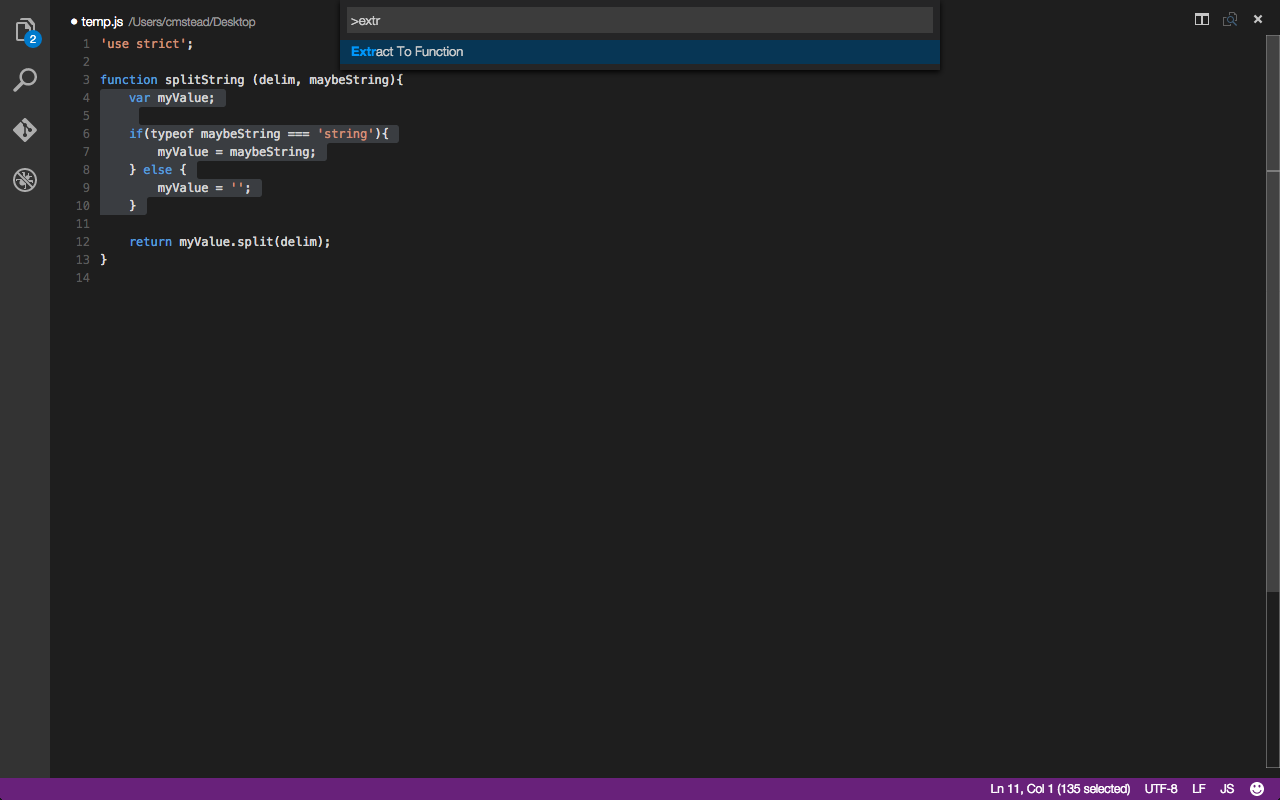 temp.js /Users/cmstead/Desktop
>extr
Extract To Function
2
1 'use strict';
2
3 function splitString (delim, maybeString){
4     var myValue;
5
6     if(typeof maybeString === 'string'){
7         myValue = maybeString;
8     } else {
9         myValue = '';
10     }
11
12     return myValue.split(delim);
13 }
14
Ln 11, Col 1 (135 selected) UTF-8 LF JS